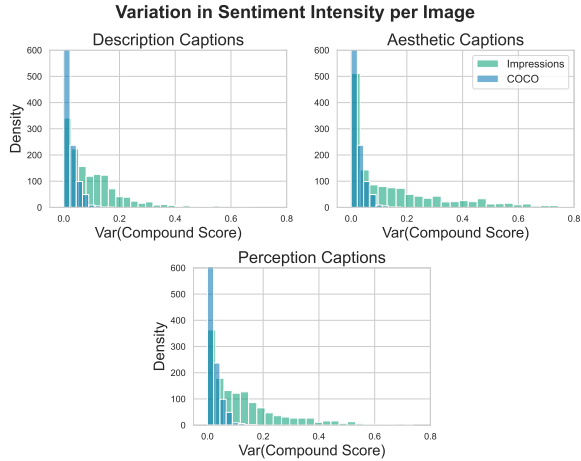 Variation in Sentiment Intensity per Image
Description Captions
Density
600
500
400
300
200
100
0
0.0 0.2 0.4 0.6 0.8
Var(Compound Score)
Aesthetic Captions
Impressions
COCO
600
500
400
300
200
100
0
0.0 0.2 0.4 0.6 0.8
Var(Compound Score)
Perception Captions
Density
600
500
400
300
200
100
0
0.0 0.2 0.4 0.6 0.8
Var(Compound Score)